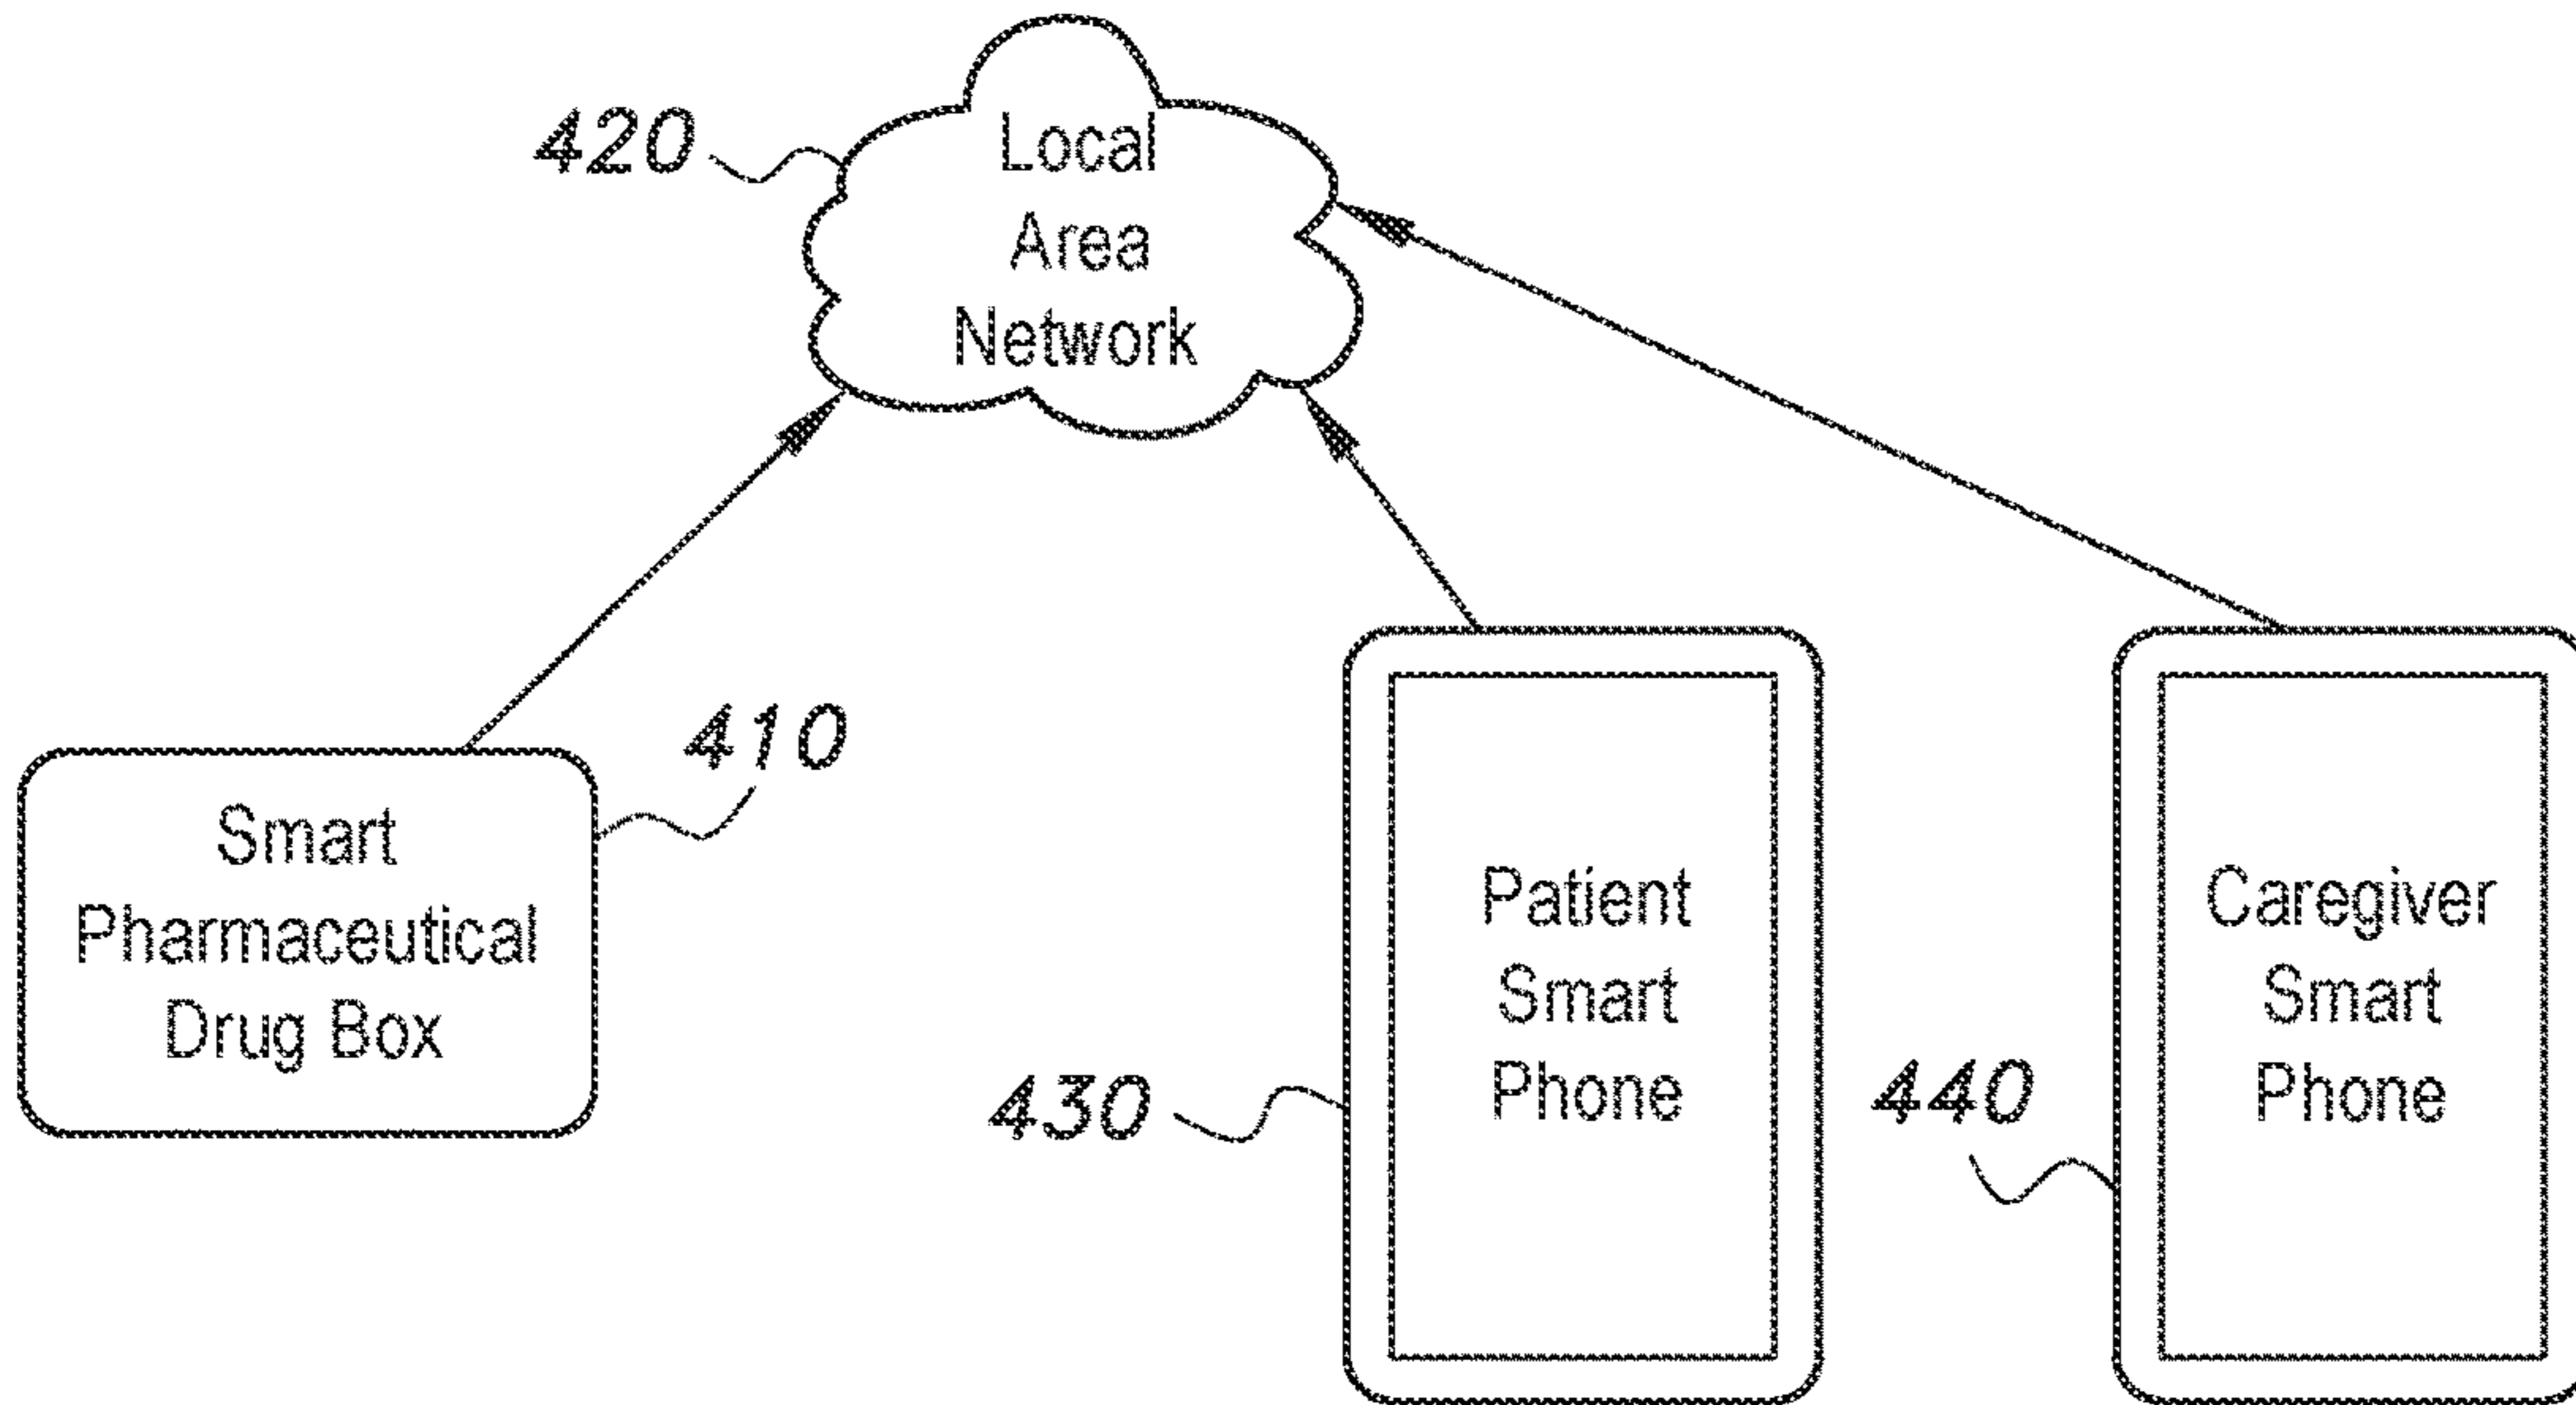 420
Local
Area
Network
410
Smart
Pharmaceutical
Drug Box
430
Patient
Smart
Phone
440
Caregiver
Smart
Phone